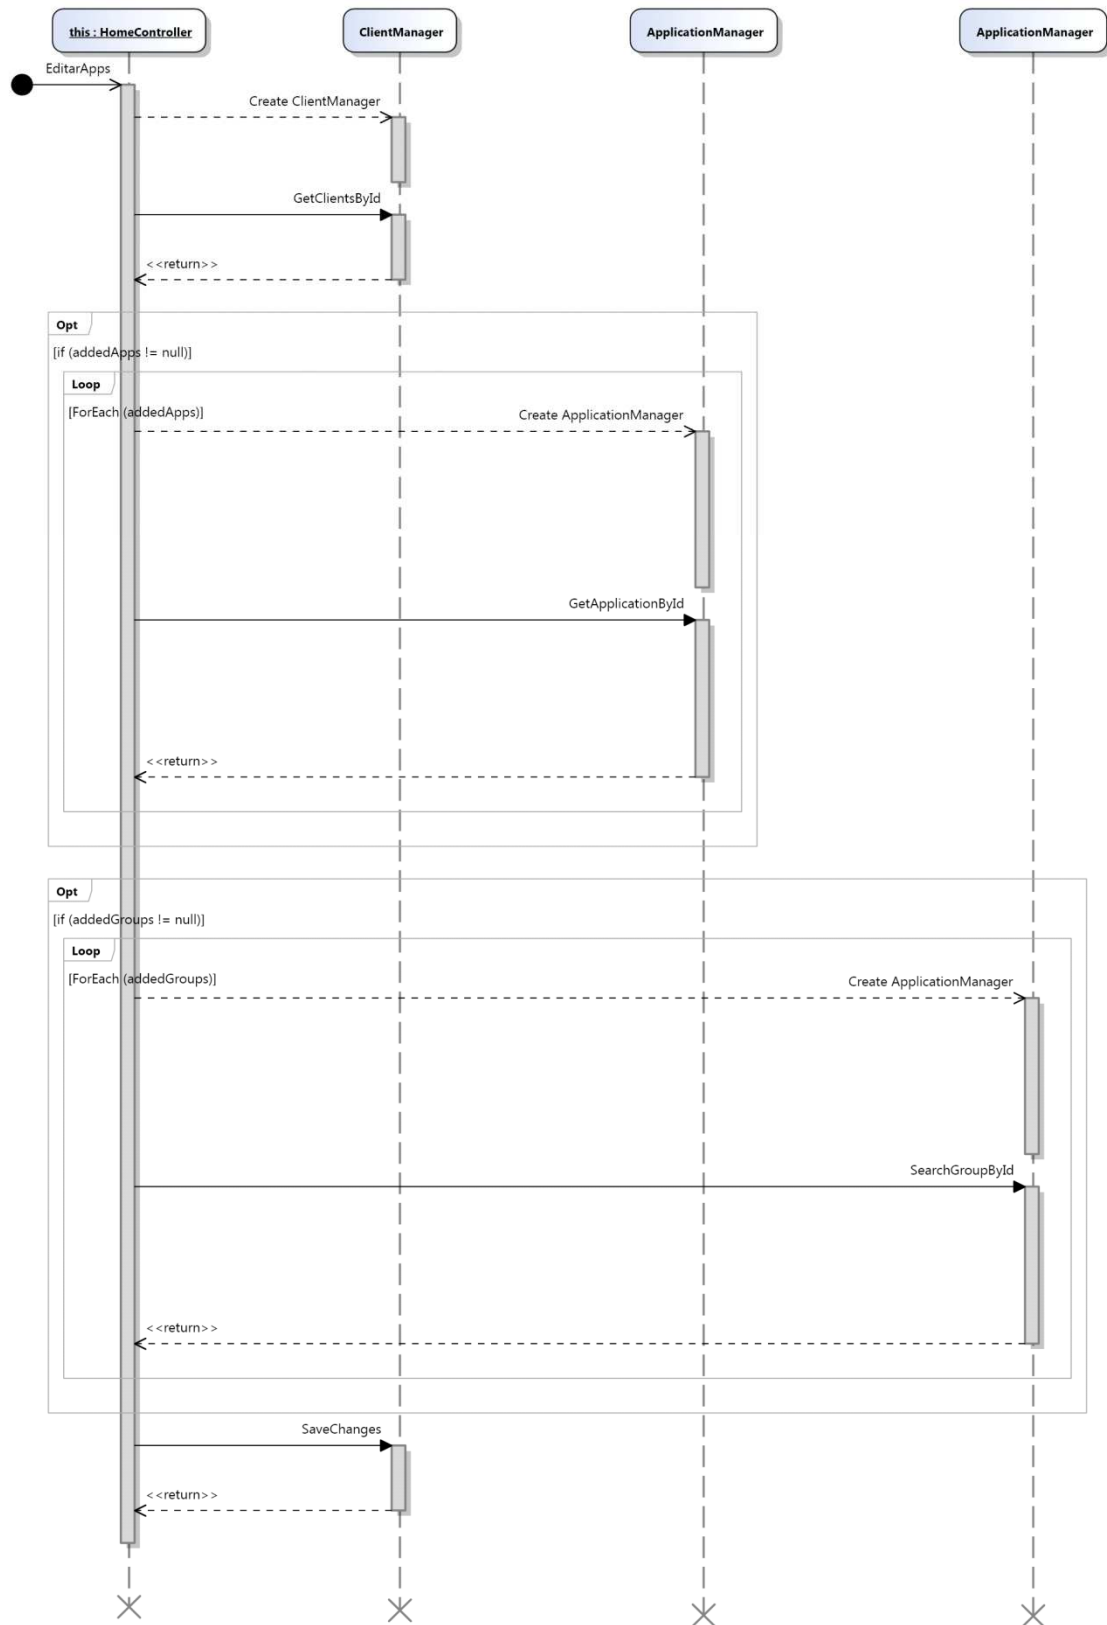 this : HomeController
ClientManager
ApplicationManager
ApplicationManager
EditarApps
Create ClientManager
GetClientsById
<<return>>
Opt
[if (addedApps != null)]
Loop
[ForEach (addedApps)]
Create ApplicationManager
GetApplicationById
<<return>>
Opt
[if (addedGroups != null)]
Loop
[ForEach (addedGroups)]
Create ApplicationManager
SearchGroupById
<<return>>
SaveChanges
<<return>>